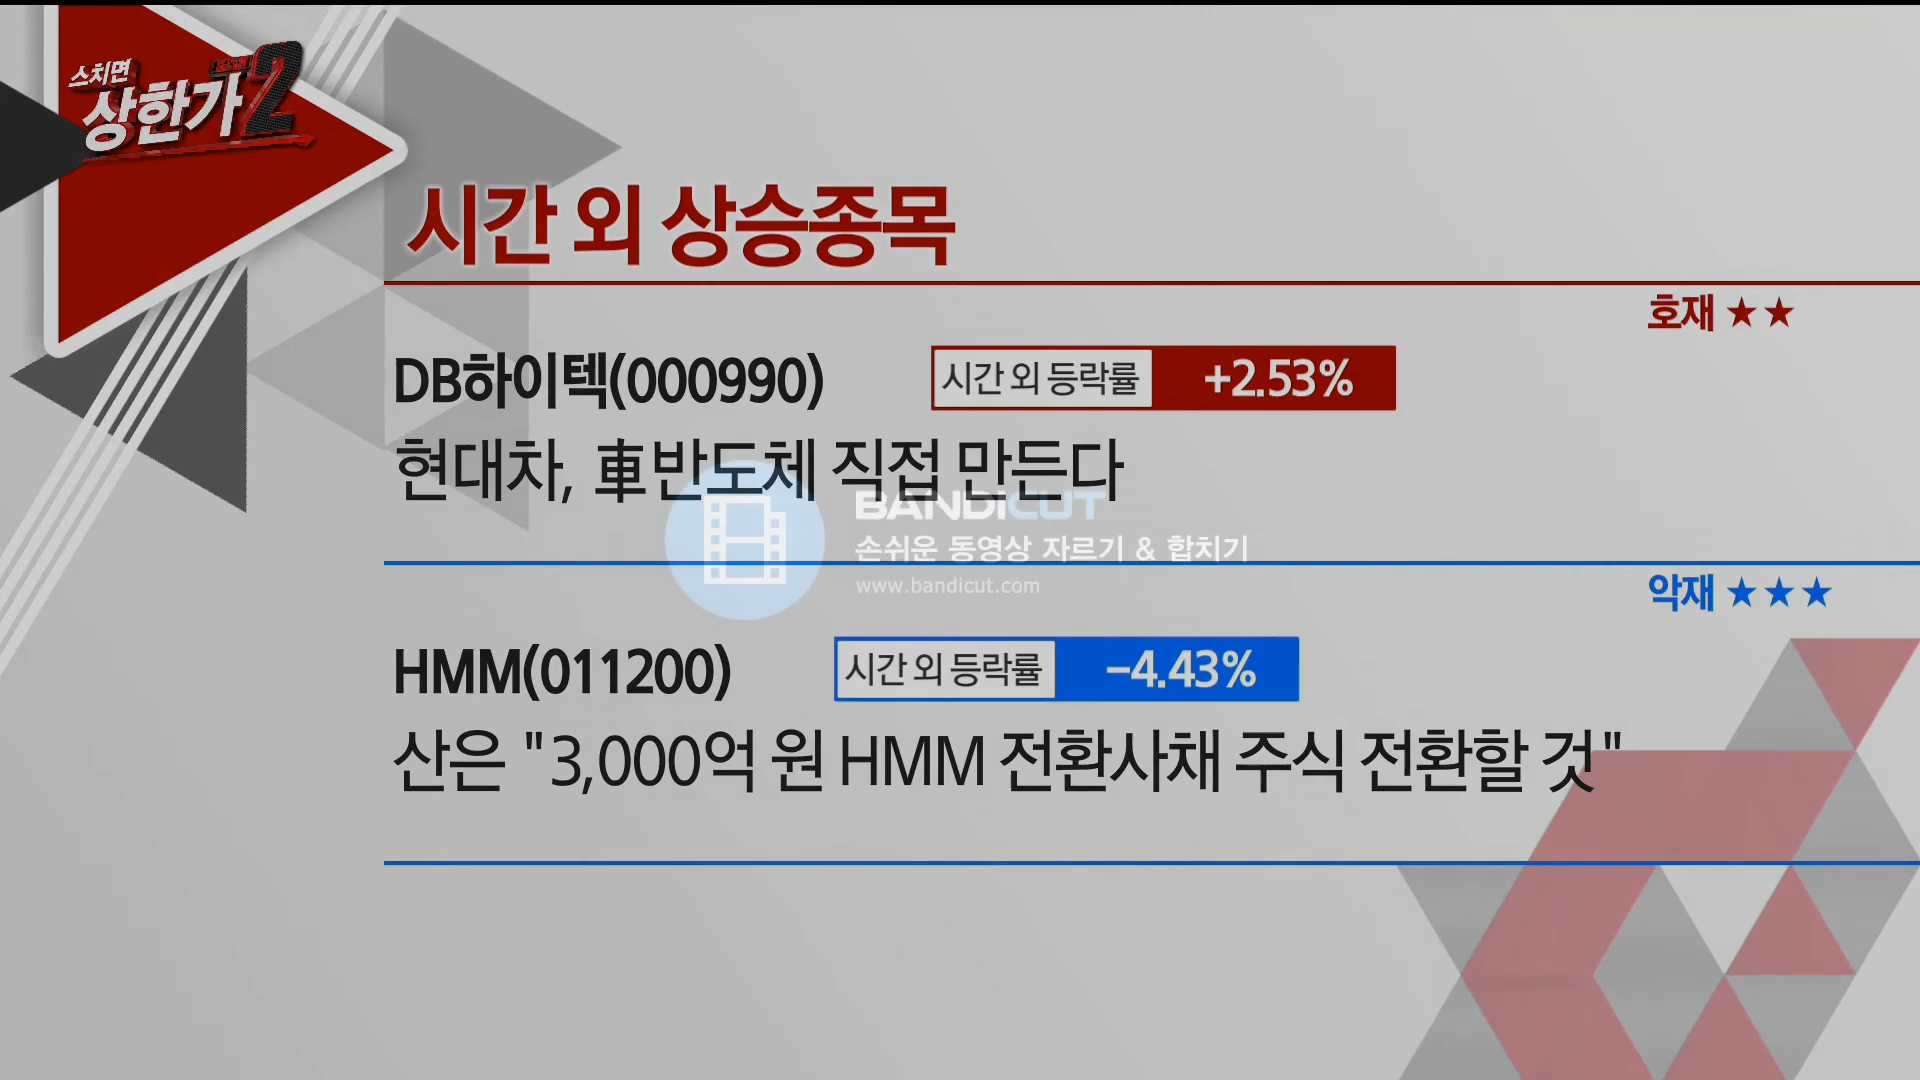 스치면
상한가2
시간 외 상승종목
호재 ★★
DB하이텍(000990) 시간 외 등락률 +2.53%
현대차, 車반도체 직접 만든다
BANDICUT
손쉬운 동영상 자르기 & 합치기
www.bandicut.com
악재 ★★★
HMM(011200) 시간 외 등락률 -4.43%
산은 "3,000억 원 HMM 전환사채 주식 전환할 것"